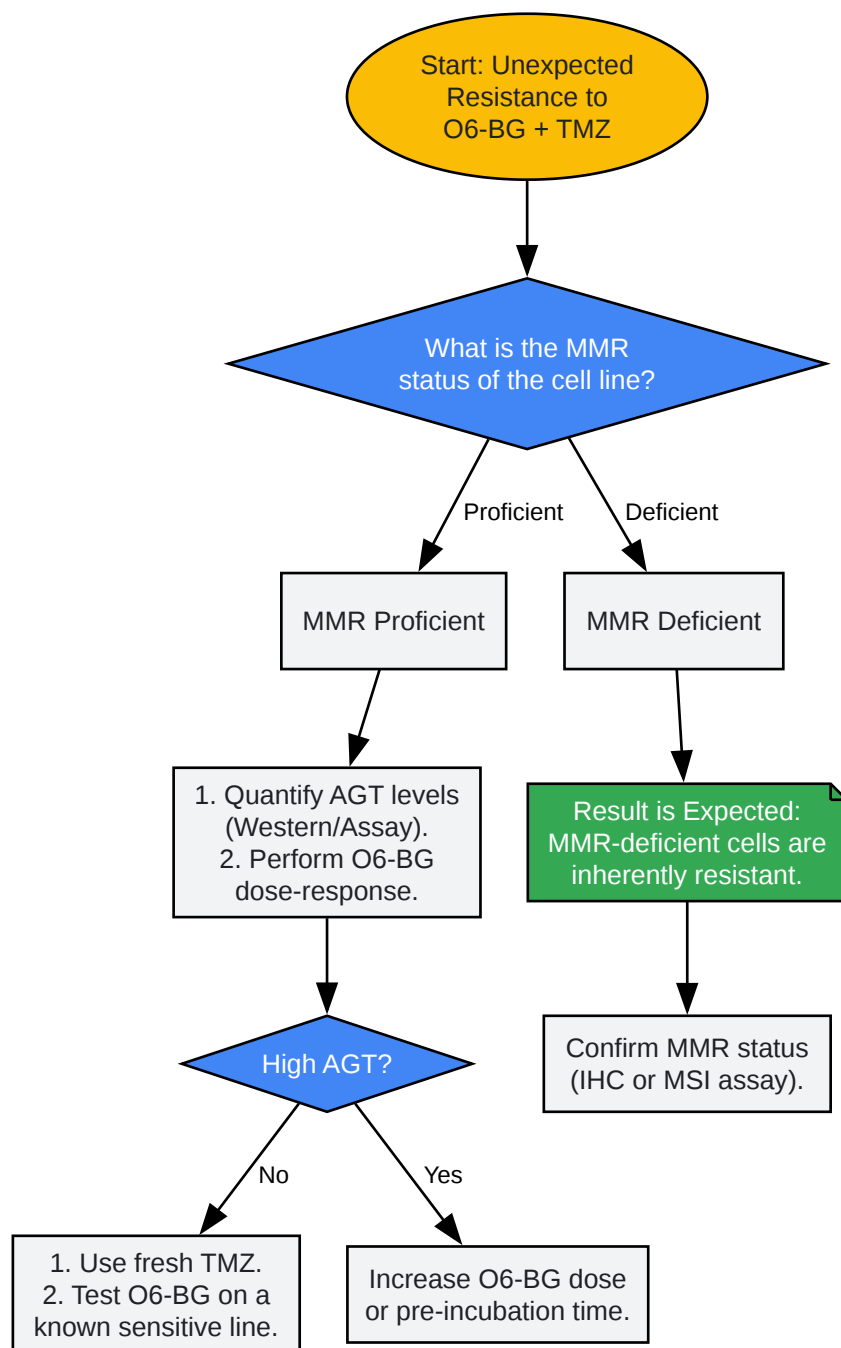 Start: Unexpected
Resistance to
O6-BG + TMZ
What is the MMR
status of the cell line?
Proficient
Deficient
MMR Proficient
MMR Deficient
1. Quantify AGT levels
(Western/Assay).
2. Perform O6-BG
dose-response.
Result is Expected:
MMR-deficient cells are
inherently resistant.
High AGT?
Confirm MMR status
(IHC or MSI assay).
No
Yes
1. Use fresh TMZ.
2. Test O6-BG on a
known sensitive line.
Increase O6-BG dose
or pre-incubation time.